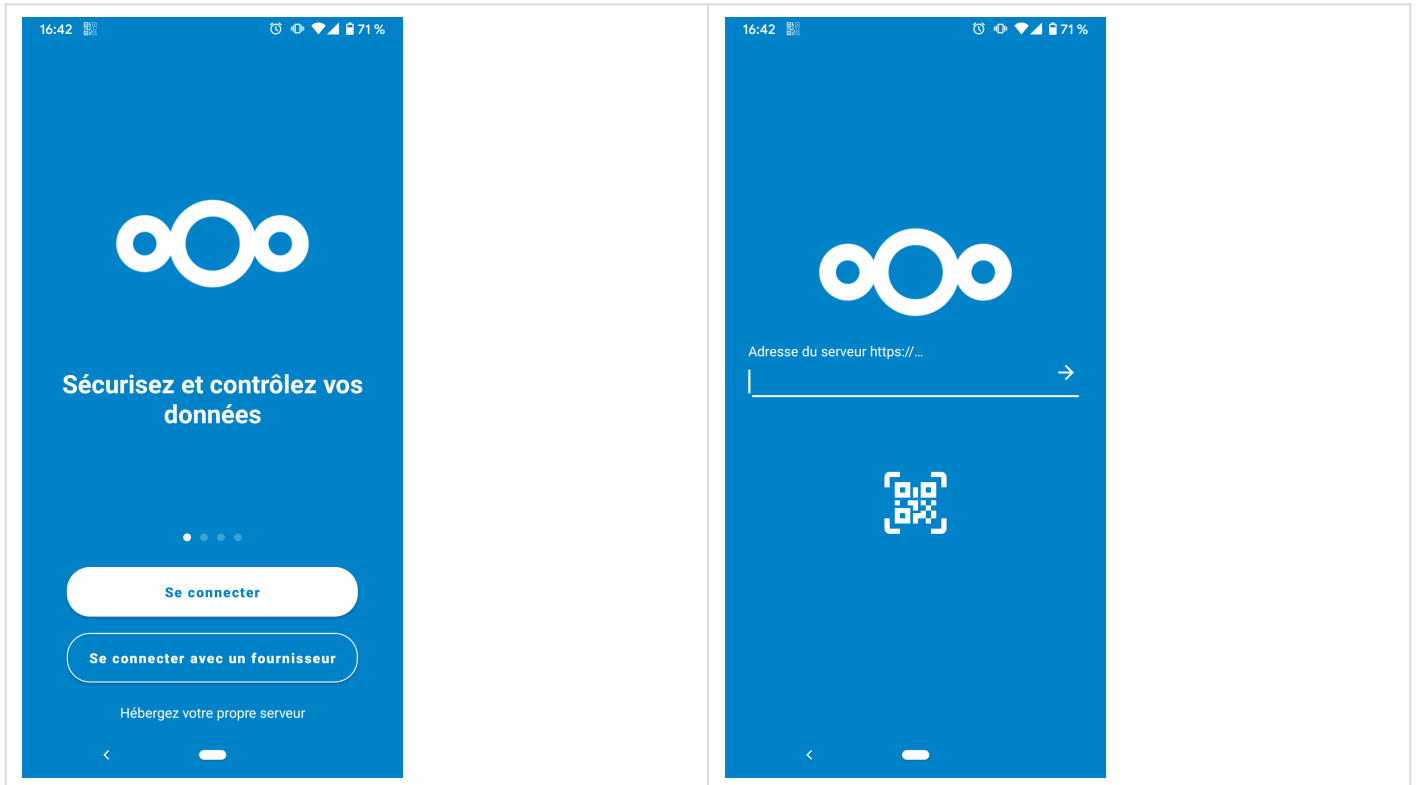 16:42
71 %
Sécurisez et contrôlez vos
données
Se connecter
Se connecter avec un fournisseur
Hébergez votre propre serveur
16:42
71 %
Adresse du serveur https://…